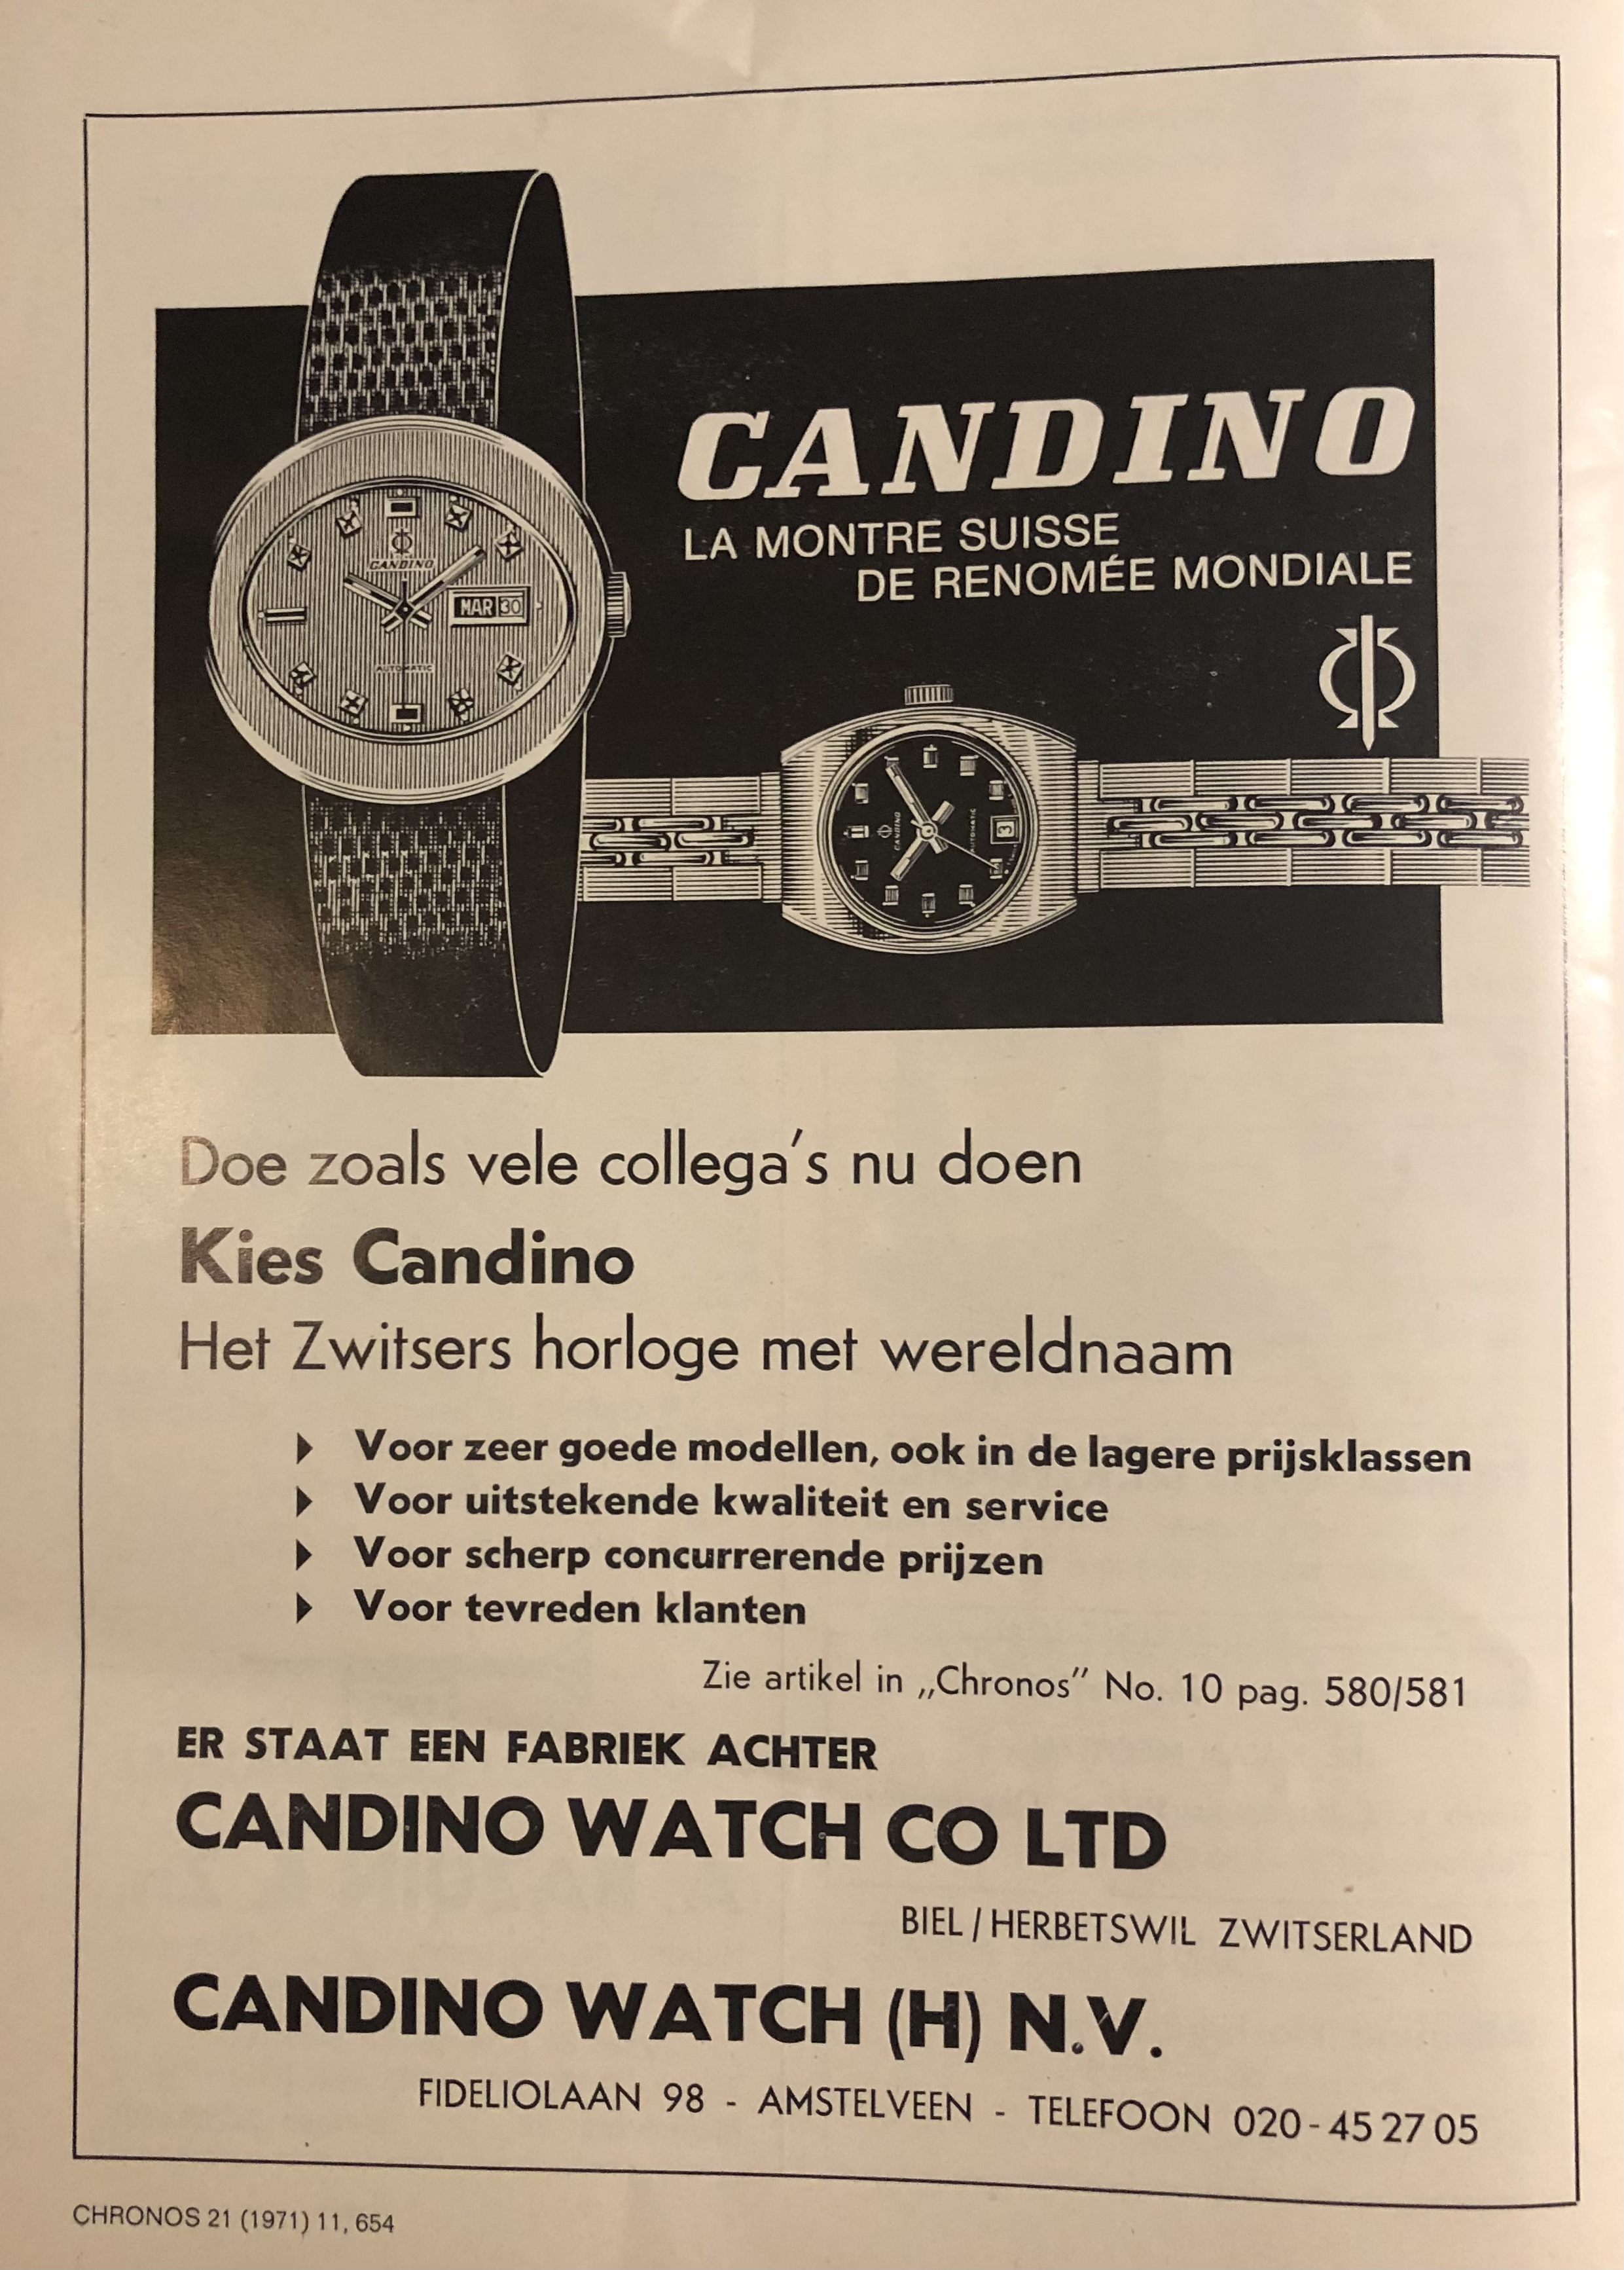 CANDINO
LA MONTRE SUISSE
DE RENOMÉE MONDIALE
CANDINO
MAR 30
AUTOMATIC
CANDINO
AUTOMATIC
3
Doe zoals vele collega's nu doen
Kies Candino
Het Zwitsers horloge met wereldnaam
Voor zeer goede modellen, ook in de lagere prijsklassen
Voor uitstekende kwaliteit en service
Voor scherp concurrerende prijzen
Voor tevreden klanten
Zie artikel in „Chronos” No. 10 pag. 580/581
ER STAAT EEN FABRIEK ACHTER
CANDINO WATCH CO LTD
BIEL / HERBETSWIL ZWITSERLAND
CANDINO WATCH (H) N.V.
FIDELIOLAAN 98 - AMSTELVEEN - TELEFOON 020 - 45 27 05
CHRONOS 21 (1971) 11, 654